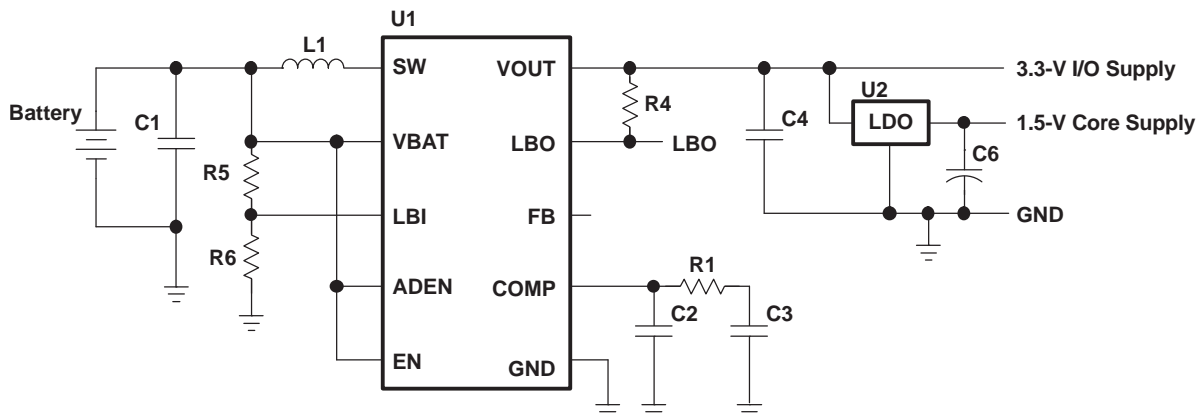 U1
L1
SW
VOUT
3.3-V I/O Supply
R4
U2
Battery
C1
C4
LDO
1.5-V Core Supply
VBAT
LBO
LBO
C6
R5
LBI
FB
GND
R6
R1
ADEN
COMP
C2
C3
EN
GND